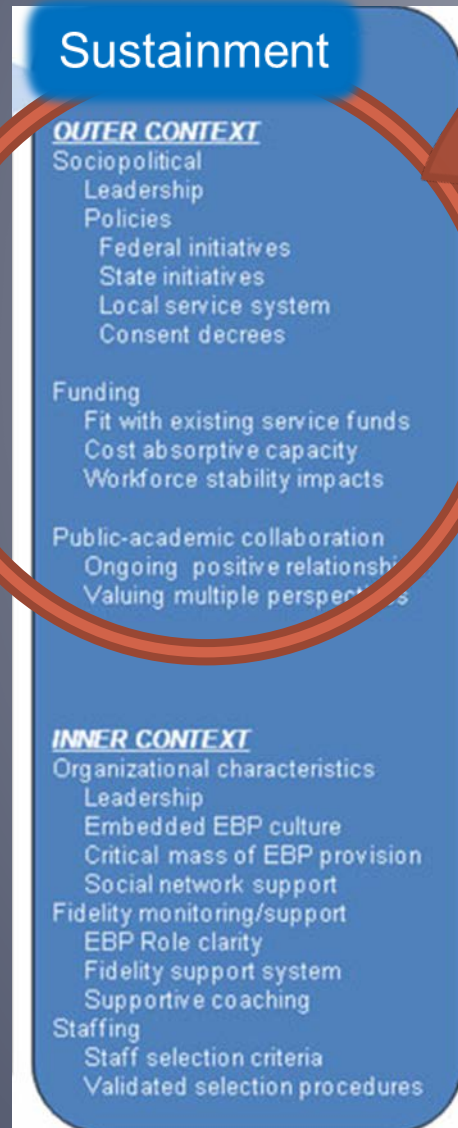 Sustainment
OUTER CONTEXT
Sociopolitical
Leadership
Policies
Federal initiatives
State initiatives
Local service system
Consent decrees
Funding
Fit with existing service funds
Cost absorptive capacity
Workforce stability impacts
Public-academic collaboration
Ongoing positive relationships
Valuing multiple perspectives
INNER CONTEXT
Organizational characteristics
Leadership
Embedded EBP culture
Critical mass of EBP provision
Social network support
Fidelity monitoring/support
EBP Role clarity
Fidelity support system
Supportive coaching
Staffing
Staff selection criteria
Validated selection procedures